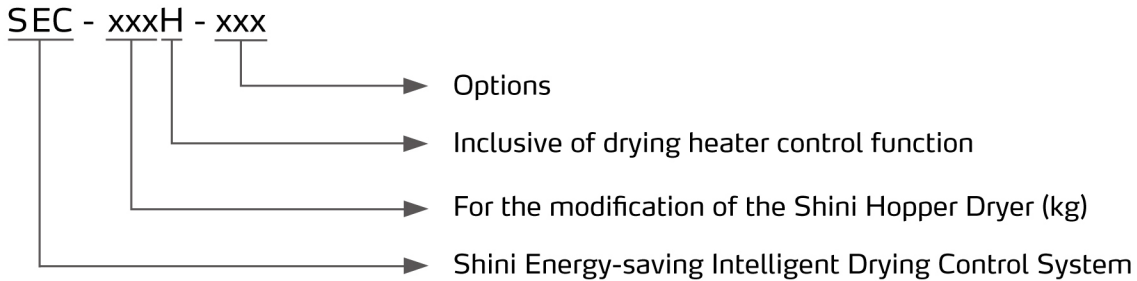 SEC - xxxH - xxx
Options
Inclusive of drying heater control function
For the modification of the Shini Hopper Dryer (kg)
Shini Energy-saving Intelligent Drying Control System